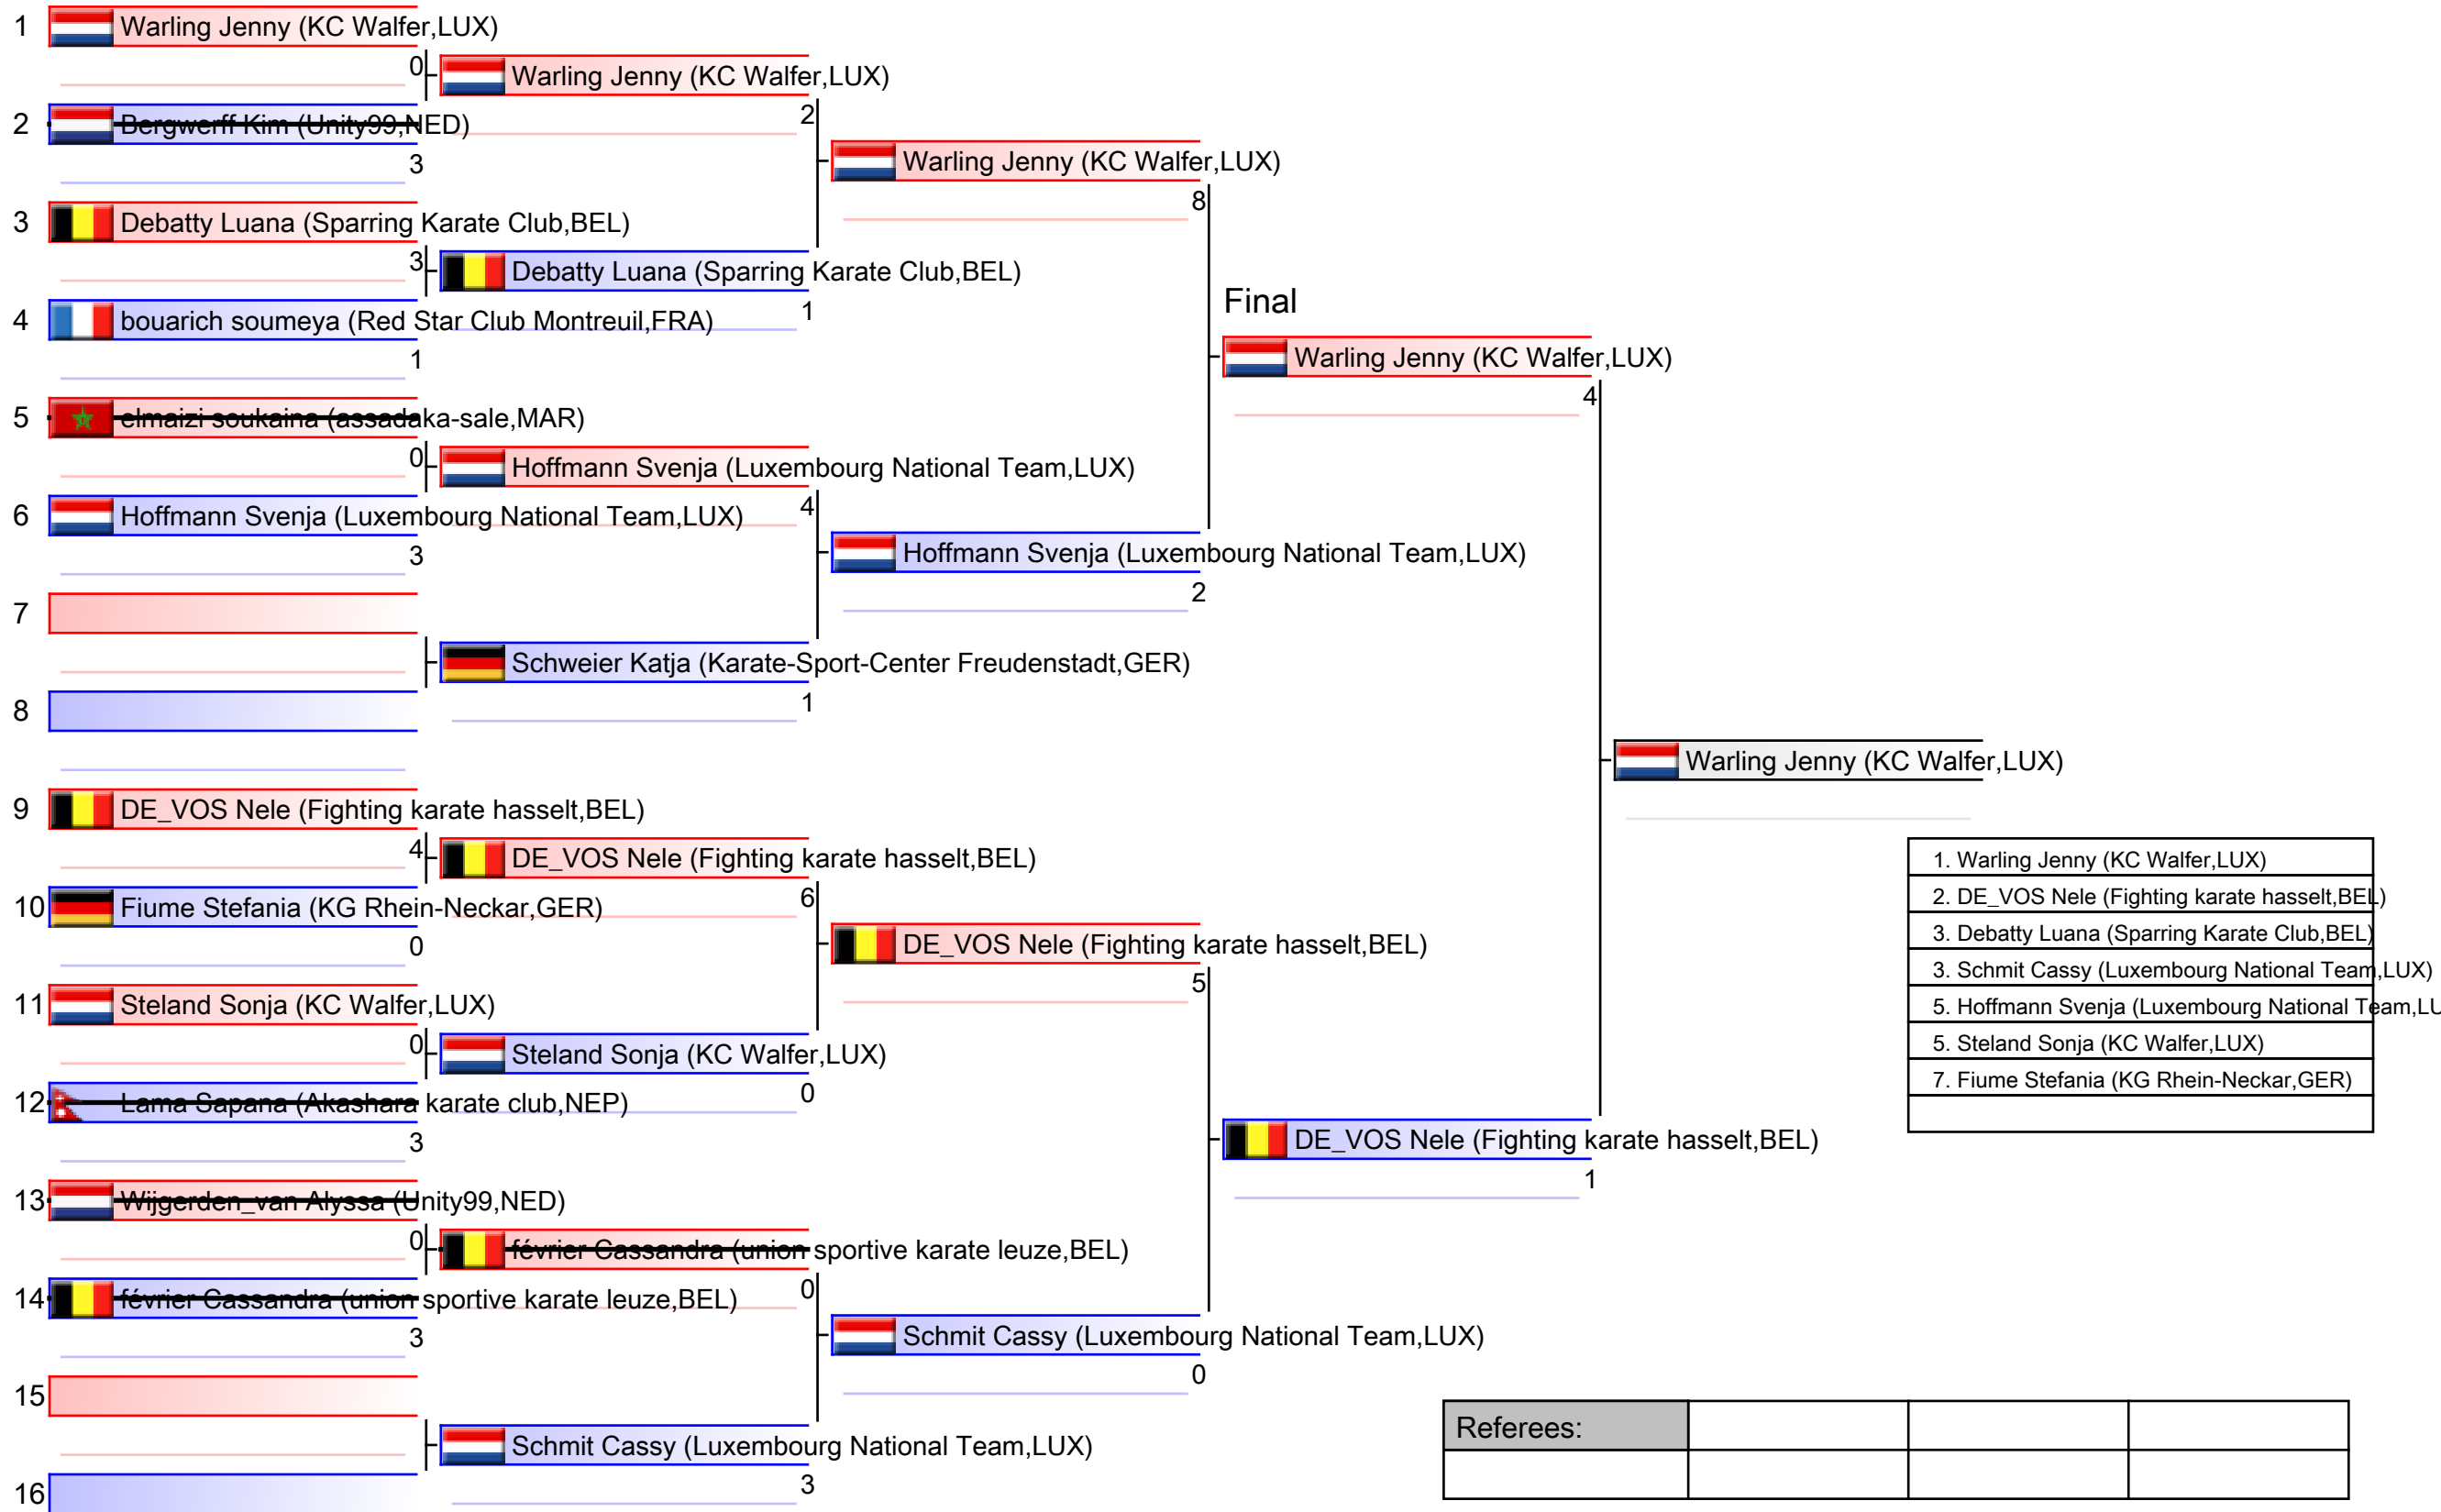 1 Warling Jenny (KC Walfer,LUX)
0
2 Bergwerff Kim (Unity99,NED)
3
3 Debatty Luana (Sparring Karate Club,BEL)
3
4 bouarich soumeya (Red Star Club Montreuil,FRA)
1
5 elmaizi soukaina (assadaka-sale,MAR)
0
6 Hoffmann Svenja (Luxembourg National Team,LUX)
3
7
8
9 DE_VOS Nele (Fighting karate hasselt,BEL)
4
10 Fiume Stefania (KG Rhein-Neckar,GER)
0
11 Steland Sonja (KC Walfer,LUX)
0
12 Lama Sapana (Akashara karate club,NEP)
3
13 Wijgerden_van Alyssa (Unity99,NED)
0
14 février Cassandra (union sportive karate leuze,BEL)
3
15
16
Warling Jenny (KC Walfer,LUX)
2
Debatty Luana (Sparring Karate Club,BEL)
1
Hoffmann Svenja (Luxembourg National Team,LUX)
4
Schweier Katja (Karate-Sport-Center Freudenstadt,GER)
1
DE_VOS Nele (Fighting karate hasselt,BEL)
6
Steland Sonja (KC Walfer,LUX)
0
février Cassandra (union sportive karate leuze,BEL)
0
Schmit Cassy (Luxembourg National Team,LUX)
3
Warling Jenny (KC Walfer,LUX)
8
Hoffmann Svenja (Luxembourg National Team,LUX)
2
DE_VOS Nele (Fighting karate hasselt,BEL)
5
Schmit Cassy (Luxembourg National Team,LUX)
0
Final
Warling Jenny (KC Walfer,LUX)
4
DE_VOS Nele (Fighting karate hasselt,BEL)
1
Warling Jenny (KC Walfer,LUX)
1. Warling Jenny (KC Walfer,LUX)
2. DE_VOS Nele (Fighting karate hasselt,BEL)
3. Debatty Luana (Sparring Karate Club,BEL)
3. Schmit Cassy (Luxembourg National Team,LUX)
5. Hoffmann Svenja (Luxembourg National Team,LU
5. Steland Sonja (KC Walfer,LUX)
7. Fiume Stefania (KG Rhein-Neckar,GER)
Referees: